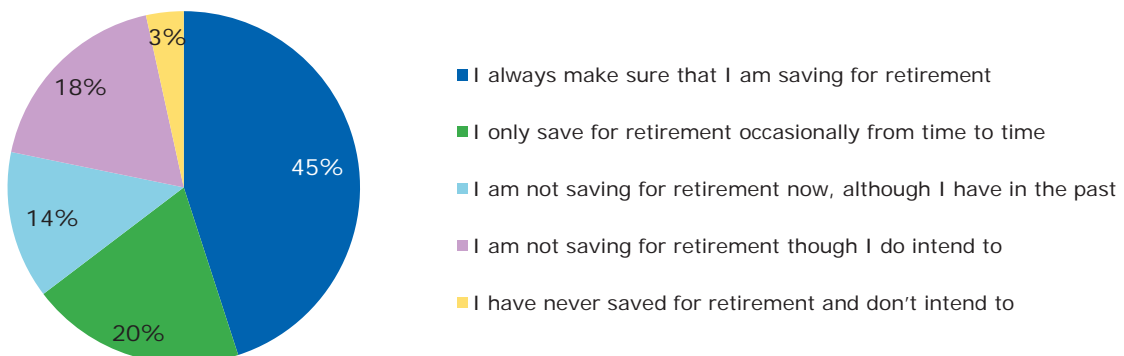 3%
18%
45%
14%
20%
I always make sure that I am saving for retirement
I only save for retirement occasionally from time to time
I am not saving for retirement now, although I have in the past
I am not saving for retirement though I do intend to
I have never saved for retirement and don't intend to